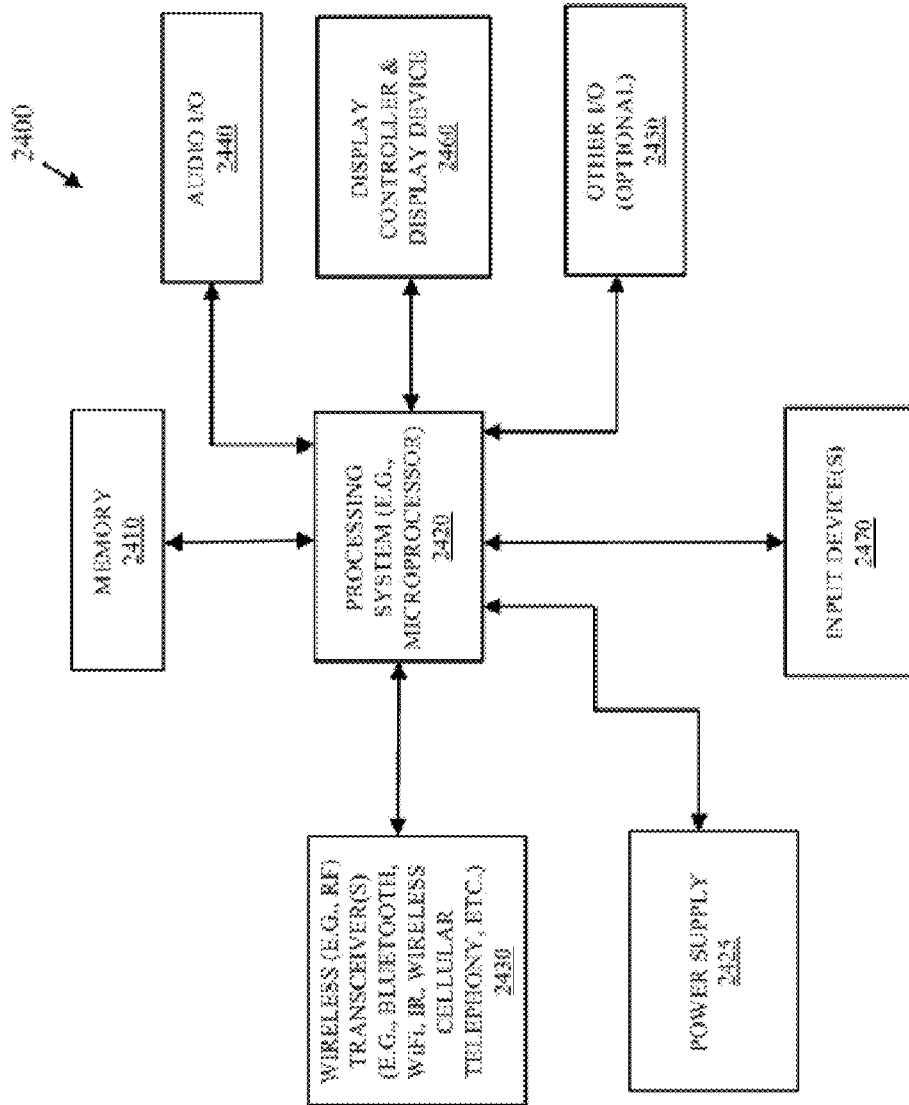 2400
MEMORY
2410
AUDIO I/O
2440
WIRELESS (E.G., RF)
TRANSCEIVER(S)
(E.G., BLUETOOTH,
WiFi, IR, WIRELESS
CELLULAR
TELEPHONY, ETC.)
2430
PROCESSING
SYSTEM (E.G.,
MICROPROCESSOR)
2420
DISPLAY
CONTROLLER &
DISPLAY DEVICE
2460
POWER SUPPLY
2425
OTHER I/O
(OPTIONAL)
2450
INPUT DEVICE(S)
2470